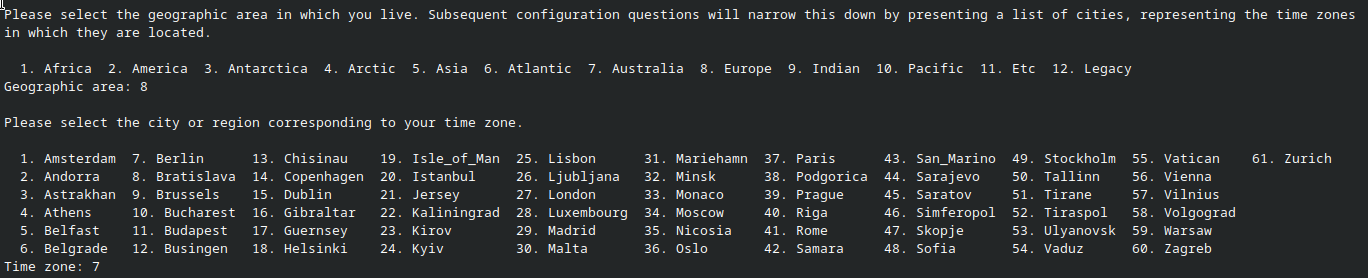 Please select the geographic area in which you live. Subsequent configuration questions will narrow this down by presenting a list of cities, representing the time zones
in which they are located.
1. Africa  2. America  3. Antarctica  4. Arctic  5. Asia  6. Atlantic  7. Australia  8. Europe  9. Indian  10. Pacific  11. Etc  12. Legacy
Geographic area: 8
Please select the city or region corresponding to your time zone.
1. Amsterdam  7. Berlin      13. Chisinau    19. Isle_of_Man  25. Lisbon      31. Mariehamn  37. Paris      43. San_Marino  49. Stockholm  55. Vatican    61. Zurich
2. Andorra    8. Bratislava  14. Copenhagen  20. Istanbul     26. Ljubljana   32. Minsk      38. Podgorica  44. Sarajevo    50. Tallinn    56. Vienna
3. Astrakhan  9. Brussels    15. Dublin      21. Jersey       27. London      33. Monaco     39. Prague     45. Saratov     51. Tirane     57. Vilnius
4. Athens     10. Bucharest  16. Gibraltar   22. Kaliningrad  28. Luxembourg  34. Moscow     40. Riga       46. Simferopol  52. Tiraspol   58. Volgograd
5. Belfast    11. Budapest   17. Guernsey    23. Kirov        29. Madrid      35. Nicosia    41. Rome       47. Skopje      53. Ulyanovsk  59. Warsaw
6. Belgrade   12. Busingen   18. Helsinki    24. Kyiv         30. Malta       36. Oslo       42. Samara     48. Sofia       54. Vaduz      60. Zagreb
Time zone: 7